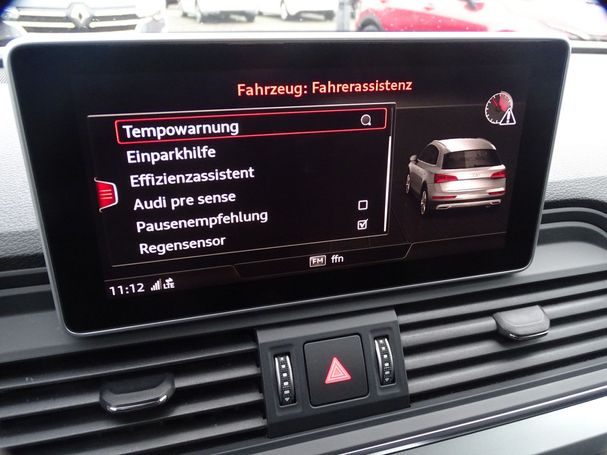 Fahrzeug: Fahrerassistenz
Tempowarnung
Einparkhilfe
Effizienzassistent
Audi pre sense
Pausenempfehlung
Regensensor
FM ffn
11:12 LTE